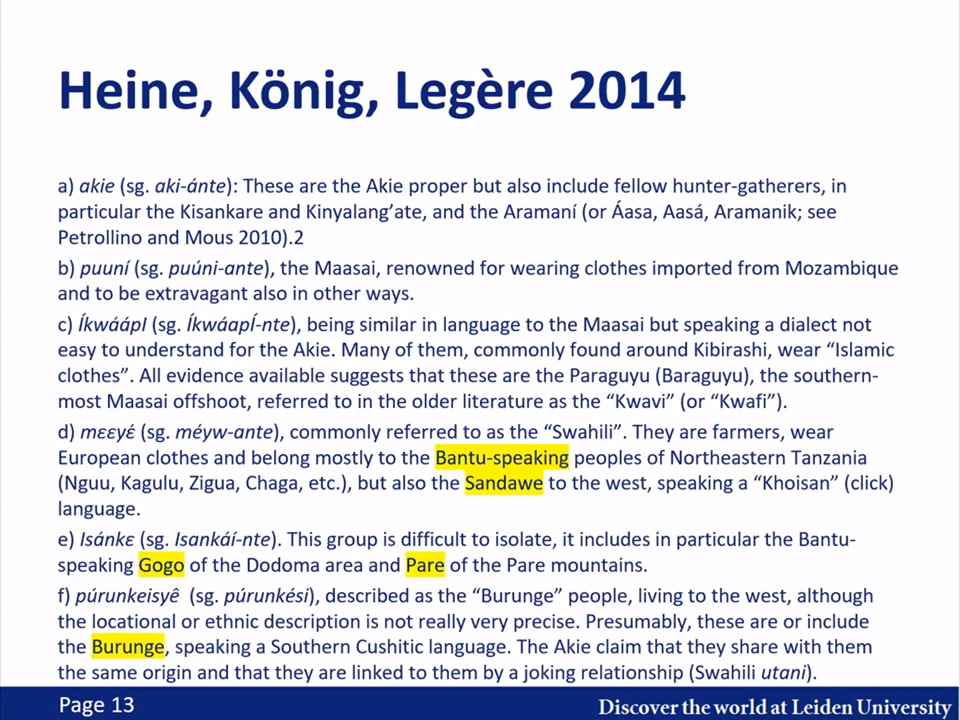 Heine, König, Legère 2014
a) akie (sg. aki-ánte): These are the Akie proper but also include fellow hunter-gatherers, in
particular the Kisankare and Kinyalang’ate, and the Aramaní (or Áasa, Aasá, Aramanik; see
Petrollino and Mous 2010).2
b) puuní (sg. puúni-ante), the Maasai, renowned for wearing clothes imported from Mozambique
and to be extravagant also in other ways.
c) ÍkwáápI (sg. ÍkwáapÍ-nte), being similar in language to the Maasai but speaking a dialect not
easy to understand for the Akie. Many of them, commonly found around Kibirashi, wear “Islamic
clothes”. All evidence available suggests that these are the Paraguyu (Baraguyu), the southern-
most Maasai offshoot, referred to in the older literature as the “Kwavi” (or “Kwafi”).
d) mɛɛyɛ́ (sg. méyw-ante), commonly referred to as the “Swahili”. They are farmers, wear
European clothes and belong mostly to the Bantu-speaking peoples of Northeastern Tanzania
(Nguu, Kagulu, Zigua, Chaga, etc.), but also the Sandawe to the west, speaking a “Khoisan” (click)
language.
e) Isánkɛ (sg. Isankáí-nte). This group is difficult to isolate, it includes in particular the Bantu-
speaking Gogo of the Dodoma area and Pare of the Pare mountains.
f) púrunkeisyê (sg. púrunkési), described as the “Burunge” people, living to the west, although
the locational or ethnic description is not really very precise. Presumably, these are or include
the Burunge, speaking a Southern Cushitic language. The Akie claim that they share with them
the same origin and that they are linked to them by a joking relationship (Swahili utani).
Page 13
Discover the world at Leiden University